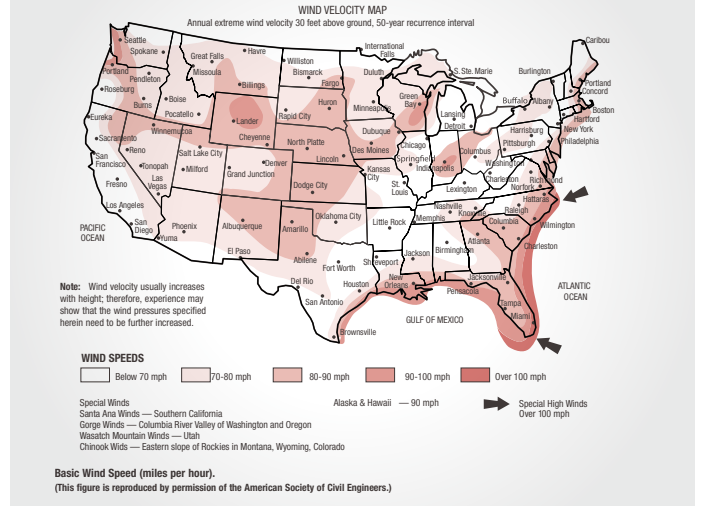 WIND VELOCITY MAP
Annual extreme wind velocity 30 feet above ground, 50-year recurrence interval
Caribou
Seattle
Spokane
Great Falls
Havre
Williston
International
Falls
Missoula
Bismarck
Duluth
S. Ste. Marie
Burlington
Portland
Pendleton
Billings
Fargo
Portland
Concord
Roseburg
Boise
Burns
Huron
Green
Bay
Buffalo
Albany
Minneapolis
Boston
Eureka
Pocatello
Lander
Rapid City
Lansing
Detroit
Hartford
Winnemucca
New York
Sacramento
Cheyenne
North Platte
Dubuque
Harrisburg
Philadelphia
Reno
Salt Lake City
Lincoln
Des Moines
Chicago
Pittsburgh
San
Francisco
Tonopah
Milford
Grand Junction
Denver
Springfield
Indianapolis
Columbus
Washington
Fresno
Las
Vegas
Dodge City
Kansas
City
St.
Louis
Lexington
Charleston
Richmond
Norfork
Los Angeles
Hatteras
San
Diego
Yuma
Phoenix
Albuquerque
Amarillo
Oklahoma City
Little Rock
Memphis
Nashville
Knoxville
Raleigh
Columbia
Wilmington
PACIFIC
OCEAN
El Paso
Abilene
Atlanta
Birmingham
Charleston
Fort Worth
Shreveport
Jackson
Del Rio
Houston
New
Orleans
Jacksonville
Pensacola
San Antonio
Tampa
Miami
ATLANTIC
OCEAN
GULF OF MEXICO
Brownsville
Note: Wind velocity usually increases
with height; therefore, experience may
show that the wind pressures specified
herein need to be further increased.
WIND SPEEDS
Below 70 mph 70-80 mph 80-90 mph 90-100 mph Over 100 mph
Special Winds
Santa Ana Winds — Southern California
Gorge Winds — Columbia River Valley of Washington and Oregon
Wasatch Mountain Winds — Utah
Chinook Wids — Eastern slope of Rockies in Montana, Wyoming, Colorado
Alaska & Hawaii — 90 mph
Special High Winds
Over 100 mph
Basic Wind Speed (miles per hour).
(This figure is reproduced by permission of the American Society of Civil Engineers.)